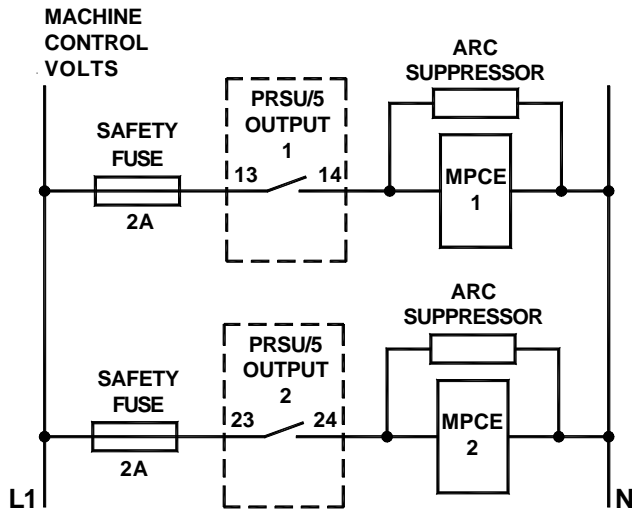 MACHINE
CONTROL
VOLTS
ARC
SUPPRESSOR
PRSU/5
OUTPUT
1
SAFETY
FUSE
13
14
MPCE
1
2A
ARC
SUPPRESSOR
PRSU/5
OUTPUT
2
SAFETY
FUSE
23
24
MPCE
2
2A
L1
N